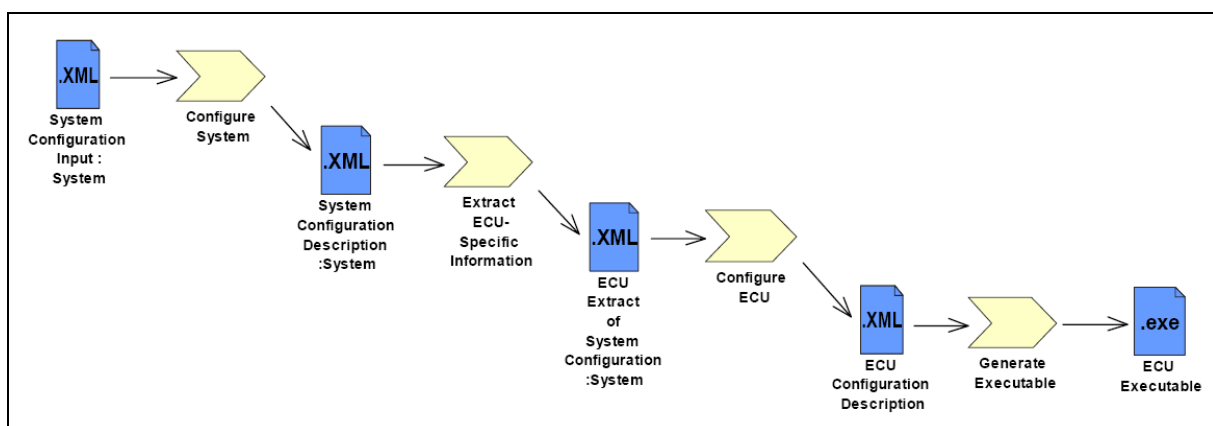 .XML
System
Configuration
Input :
System
Configure
System
.XML
System
Configuration
Description
:System
Extract
ECU-
Specific
Information
.XML
ECU
Extract
of
System
Configuration
:System
Configure
ECU
.XML
ECU
Configuration
Description
Generate
Executable
.exe
ECU
Executable